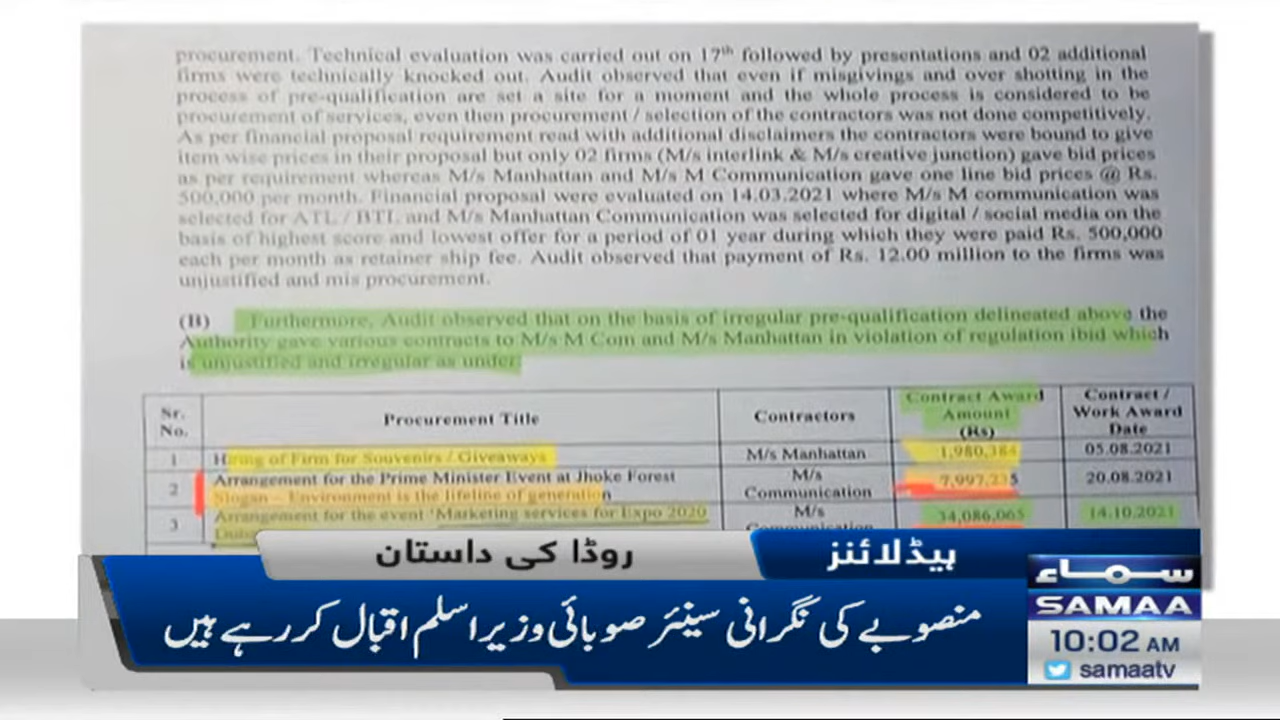 procurement. Technical evaluation was carried out on 17th followed by presentations and 02 additional
firms were technically knocked out. Audit observed that even if misgivings and over shotting in the
process of pre-qualification are set a site for a moment and the whole process is considered to be
procurement of services, even then procurement / selection of the contractors was not done competitively.
As per financial proposal requirement read with additional disclaimers the contractors were bound to give
item wise prices in their proposal but only 02 firms (M/s interlink & M/s creative junction) gave bid prices
as per requirement whereas M/s Manhattan and M/s M Communication gave one line bid prices @ Rs.
500,000 per month. Financial proposal were evaluated on 14.03.2021 where M/s M communication was
selected for ATL / BTL and M/s Manhattan Communication was selected for digital / social media on the
basis of highest score and lowest offer for a period of 01 year during which they were paid Rs. 500,000
each per month as retainer ship fee. Audit observed that payment of Rs. 12.00 million to the firms was
unjustified and mis procurement.
(B) Furthermore, Audit observed that on the basis of irregular pre-qualification delineated above the
Authority gave various contracts to M/s M Com and M/s Manhattan in violation of regulation ibid which
is unjustified and irregular as under.
Sr. No. Procurement Title Contractors Contract Award Amount (Rs) Contract / Work Award Date
1 Hiring of Firm for Souvenirs / Giveaways M/s Manhattan 1,980,384 05.08.2021
2 Arrangement for the Prime Minister Event at Jhoke Forest M/s 7,997,235 20.08.2021
Slogan – Environment is the lifeline of generation Communication
3 Arrangement for the event 'Marketing services for Expo 2020 M/s 34,086,065 14.10.2021
ہیڈلائنز
روڈا کی داستان
منصوبے کی نگرانی سینئر صوبائی وزیر اسلم اقبال کر رہے ہیں
سماء
SAMAA
10:02 AM
samaatv